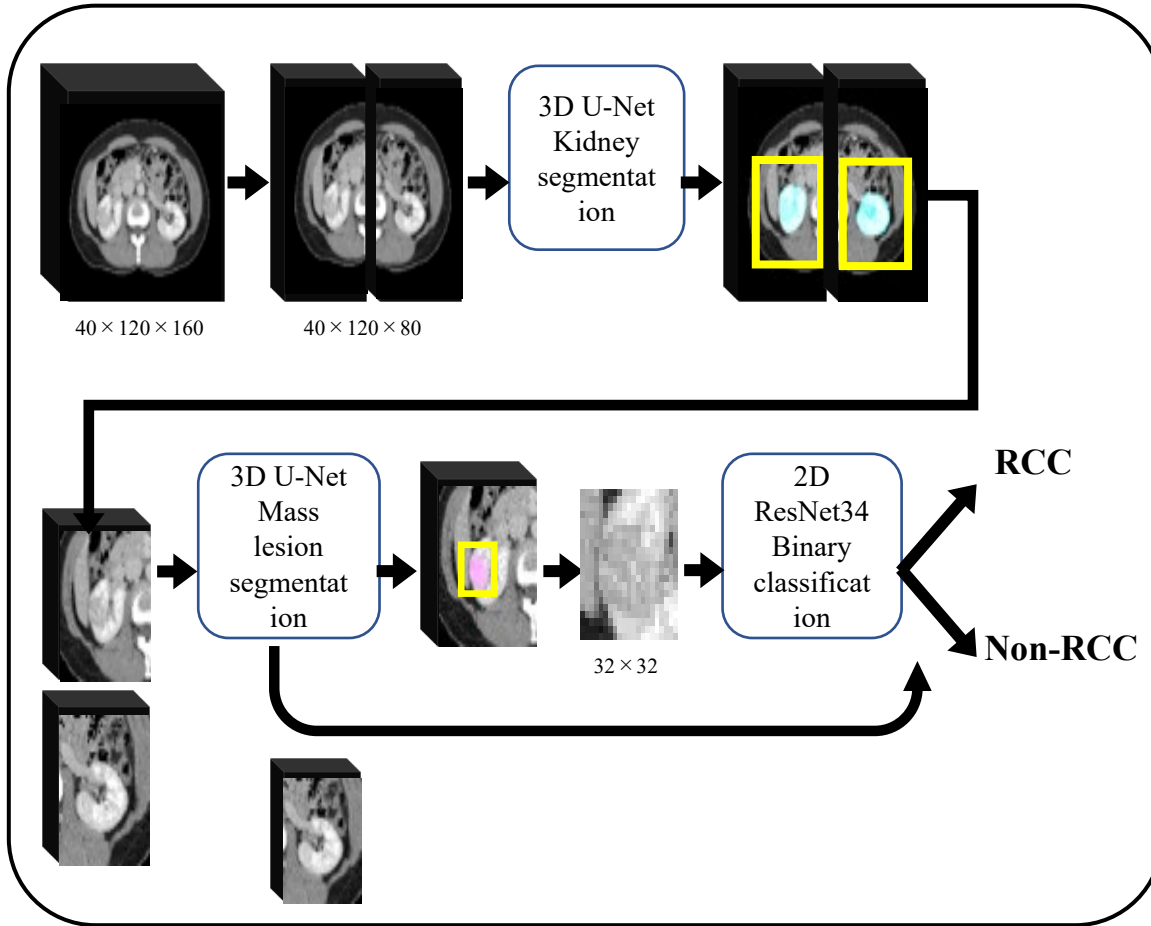 3D U-Net
Kidney
segmentat
ion
40 × 120 × 160
40 × 120 × 80
3D U-Net
Mass
lesion
segmentat
ion
32 × 32
2D
ResNet34
Binary
classificat
ion
RCC
Non-RCC